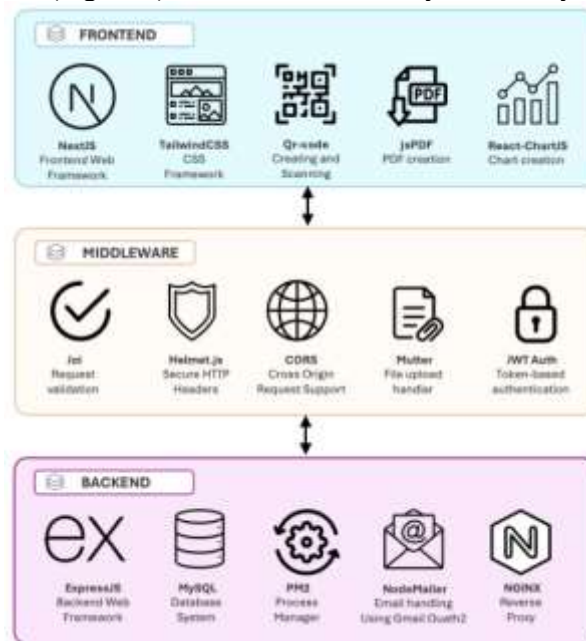 FRONTEND
NextJS
Frontend Web
Framework
TailwindCSS
CSS
Framework
Qr-code
Creating and
Scanning
PDF
jsPDF
PDF creation
React-ChartJS
Chart creation
MIDDLEWARE
Joi
Request
validation
Helmet.js
Secure HTTP
Headers
CORS
Cross Origin
Request Support
Multer
File upload
handler
JWT Auth
Token-based
authentication
BACKEND
ex
ExpressJS
Backend Web
Framework
MySQL
Database
System
PM2
Process
Manager
@
NodeMailer
Email handling
Using Gmail Oauth2
N
NGINX
Reverse
Proxy